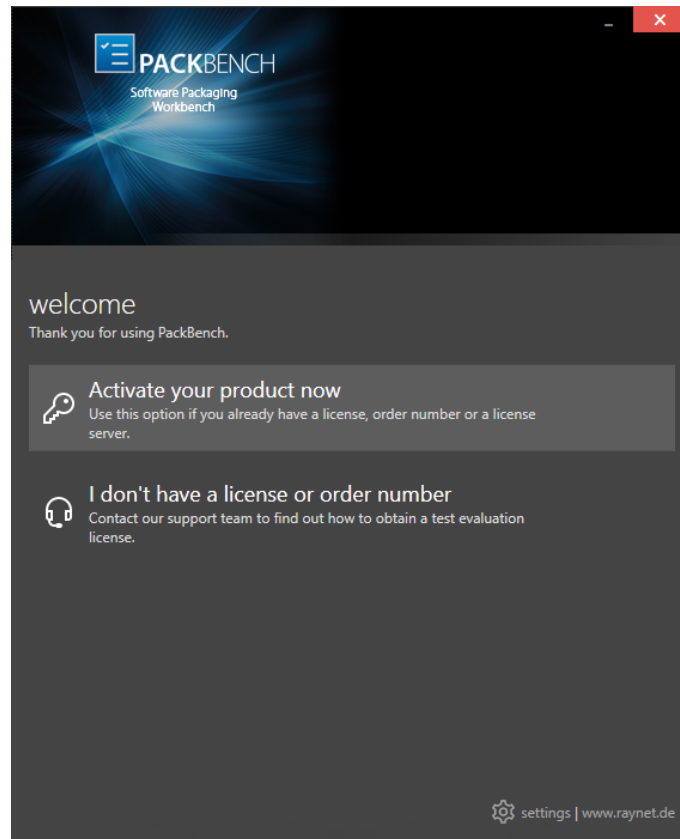 PACKBENCH
Software Packaging
Workbench
welcome
Thank you for using PackBench.
Activate your product now
Use this option if you already have a license, order number or a license
server.
I don't have a license or order number
Contact our support team to find out how to obtain a test evaluation
license.
settings | www.raynet.de